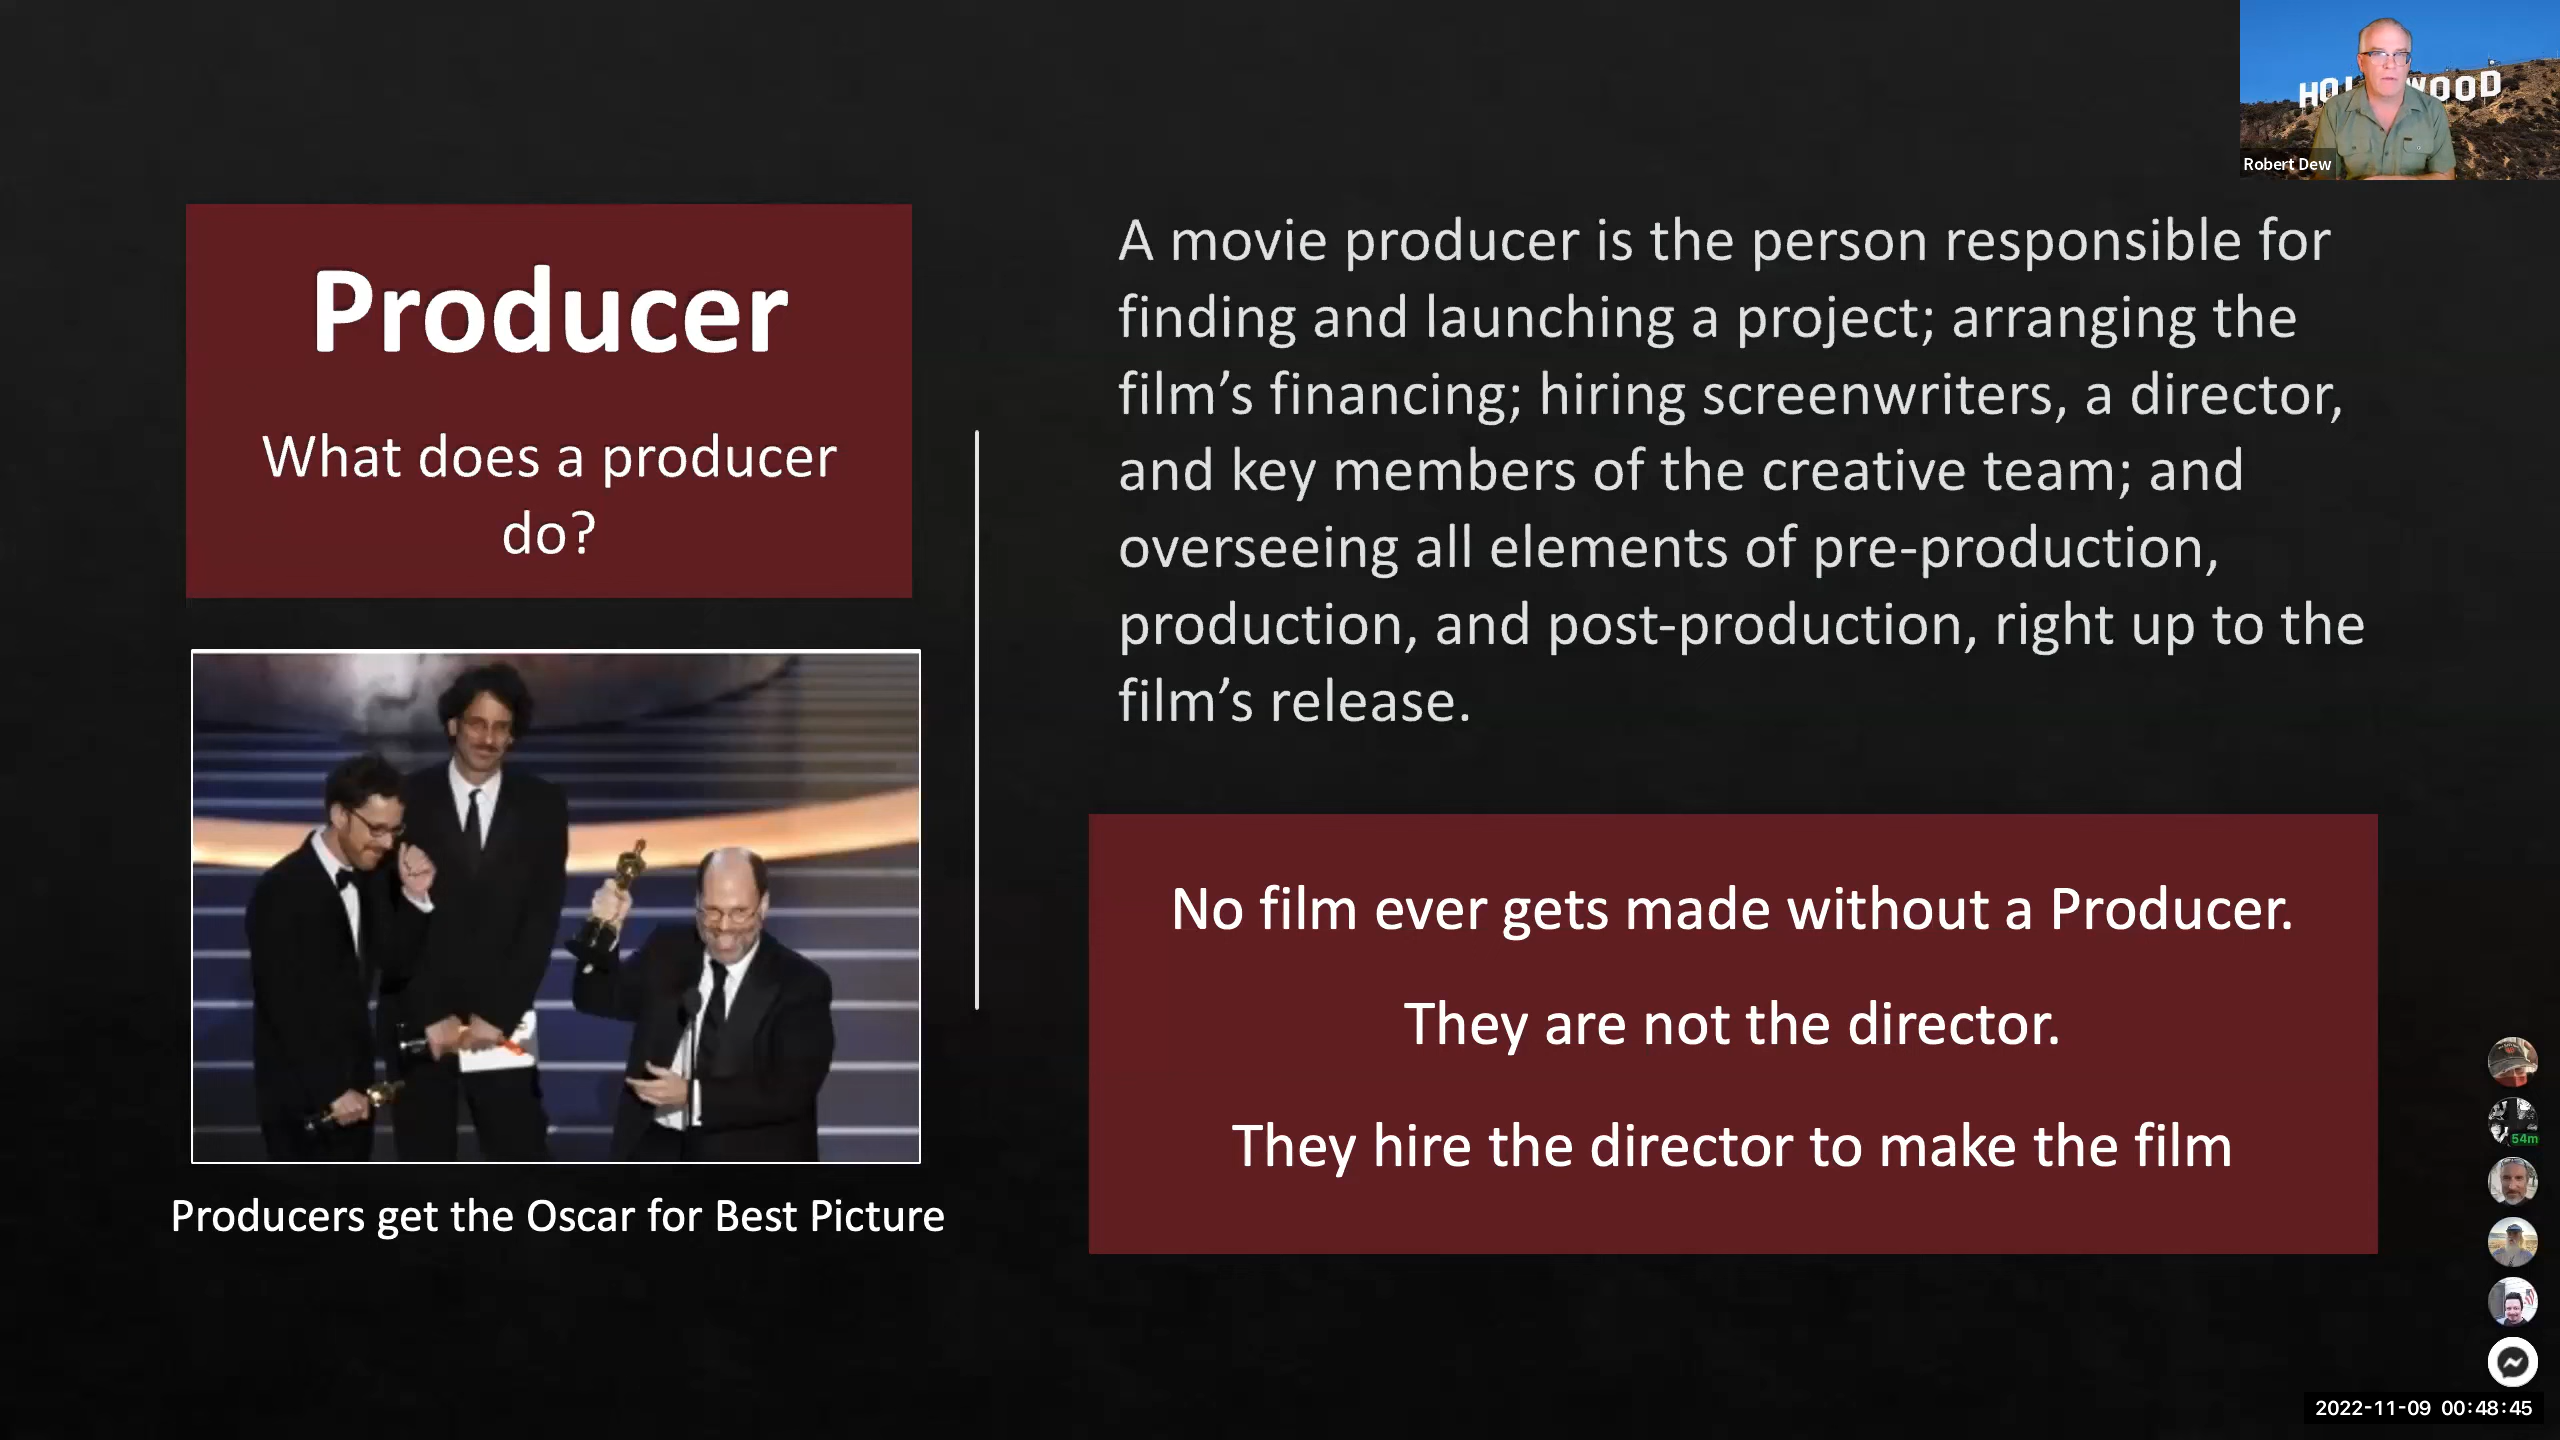 HOL WOOD
Robert Dew
Producer
What does a producer
do?
A movie producer is the person responsible for
finding and launching a project; arranging the
film’s financing; hiring screenwriters, a director,
and key members of the creative team; and
overseeing all elements of pre-production,
production, and post-production, right up to the
film’s release.
Producers get the Oscar for Best Picture
No film ever gets made without a Producer.
They are not the director.
They hire the director to make the film
54m
2022-11-09 00:48:45